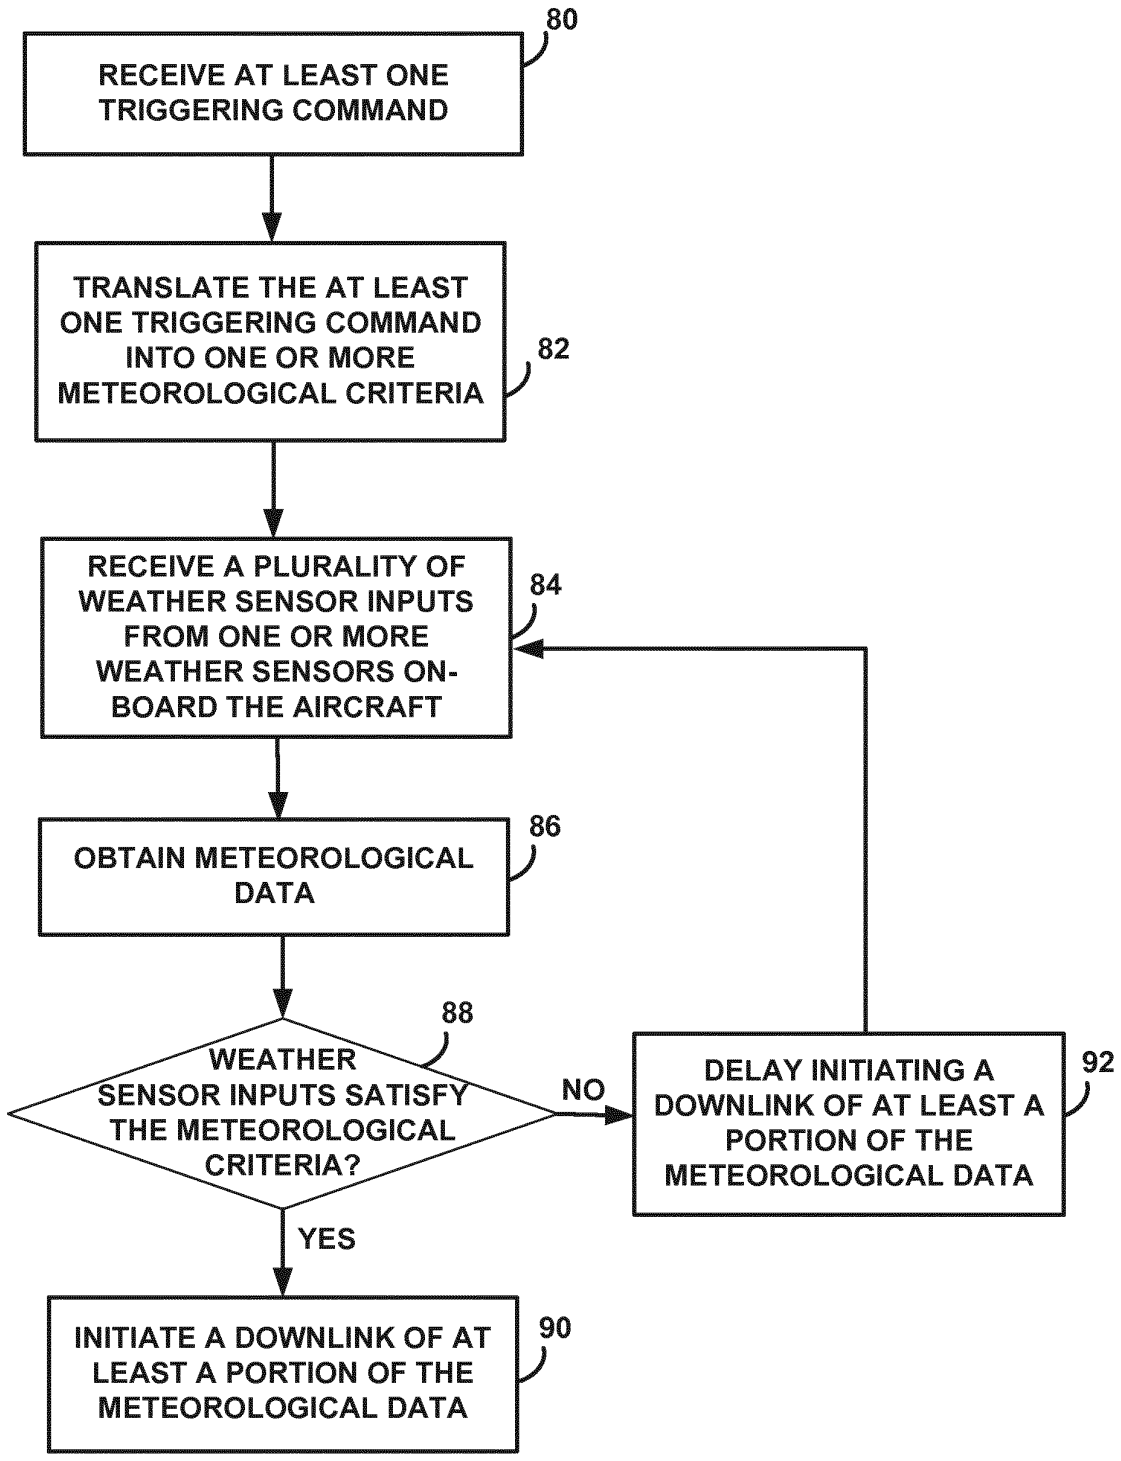 80
RECEIVE AT LEAST ONE
TRIGGERING COMMAND
TRANSLATE THE AT LEAST
ONE TRIGGERING COMMAND
INTO ONE OR MORE
METEOROLOGICAL CRITERIA
82
RECEIVE A PLURALITY OF
WEATHER SENSOR INPUTS
FROM ONE OR MORE
WEATHER SENSORS ON-
BOARD THE AIRCRAFT
84
OBTAIN METEOROLOGICAL
DATA
86
88
WEATHER
SENSOR INPUTS SATISFY
THE METEOROLOGICAL
CRITERIA?
NO
DELAY INITIATING A
DOWNLINK OF AT LEAST A
PORTION OF THE
METEOROLOGICAL DATA
92
YES
INITIATE A DOWNLINK OF AT
LEAST A PORTION OF THE
METEOROLOGICAL DATA
90